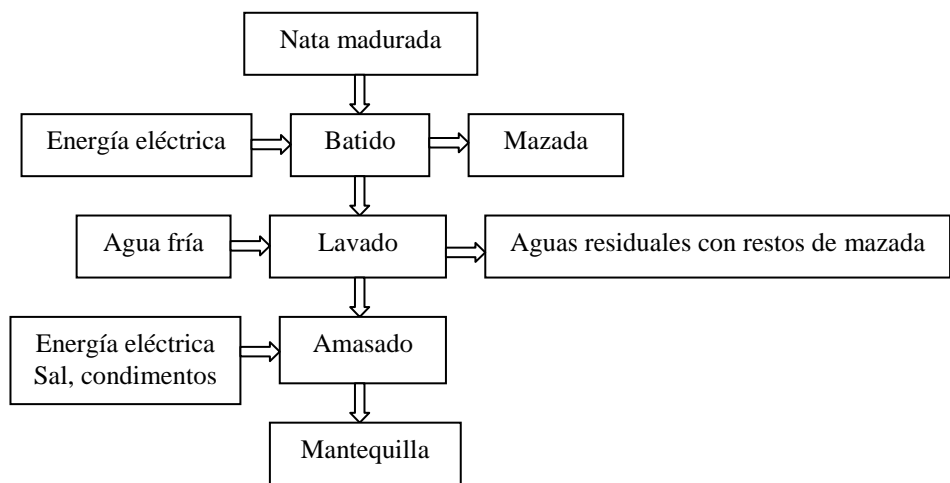 Nata madurada
Energía eléctrica
Batido
Mazada
Agua fría
Lavado
Aguas residuales con restos de mazada
Energía eléctrica
Sal, condimentos
Amasado
Mantequilla